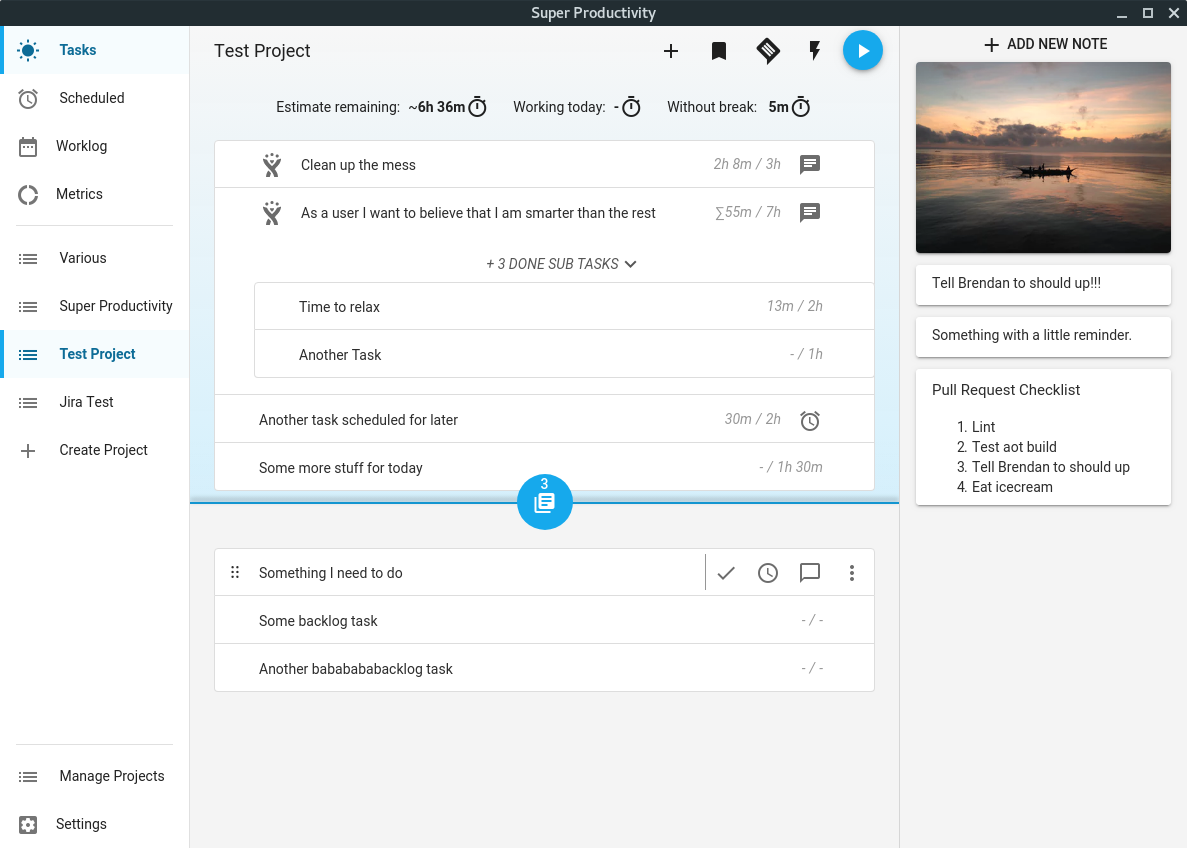 Super Productivity
Tasks
Scheduled
Worklog
Metrics
Various
Super Productivity
Test Project
Jira Test
Create Project
Manage Projects
Settings
Test Project
Estimate remaining: ~6h 36m Working today: - Without break: 5m
Clean up the mess 2h 8m / 3h
As a user I want to believe that I am smarter than the rest ∑55m / 7h
+ 3 DONE SUB TASKS
Time to relax 13m / 2h
Another Task - / 1h
Another task scheduled for later 30m / 2h
Some more stuff for today - / 1h 30m
3
Something I need to do
Some backlog task - / -
Another babababababacklog task - / -
ADD NEW NOTE
Tell Brendan to should up!!!
Something with a little reminder.
Pull Request Checklist
1. Lint
2. Test aot build
3. Tell Brendan to should up
4. Eat icecream